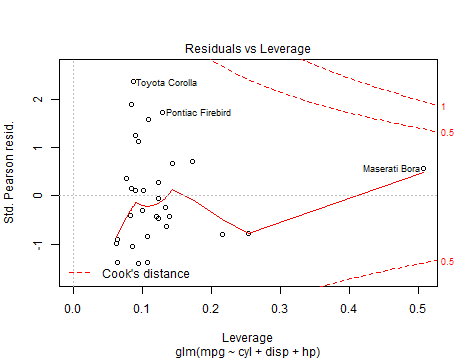 Residuals vs Leverage
Std. Pearson resid.
2
1
0
-1
Toyota Corolla
Pontiac Firebird
Maserati Bora
1
0.5
0.5
Cook's distance
0.0 0.1 0.2 0.3 0.4 0.5
Leverage
glm(mpg ~ cyl + disp + hp)